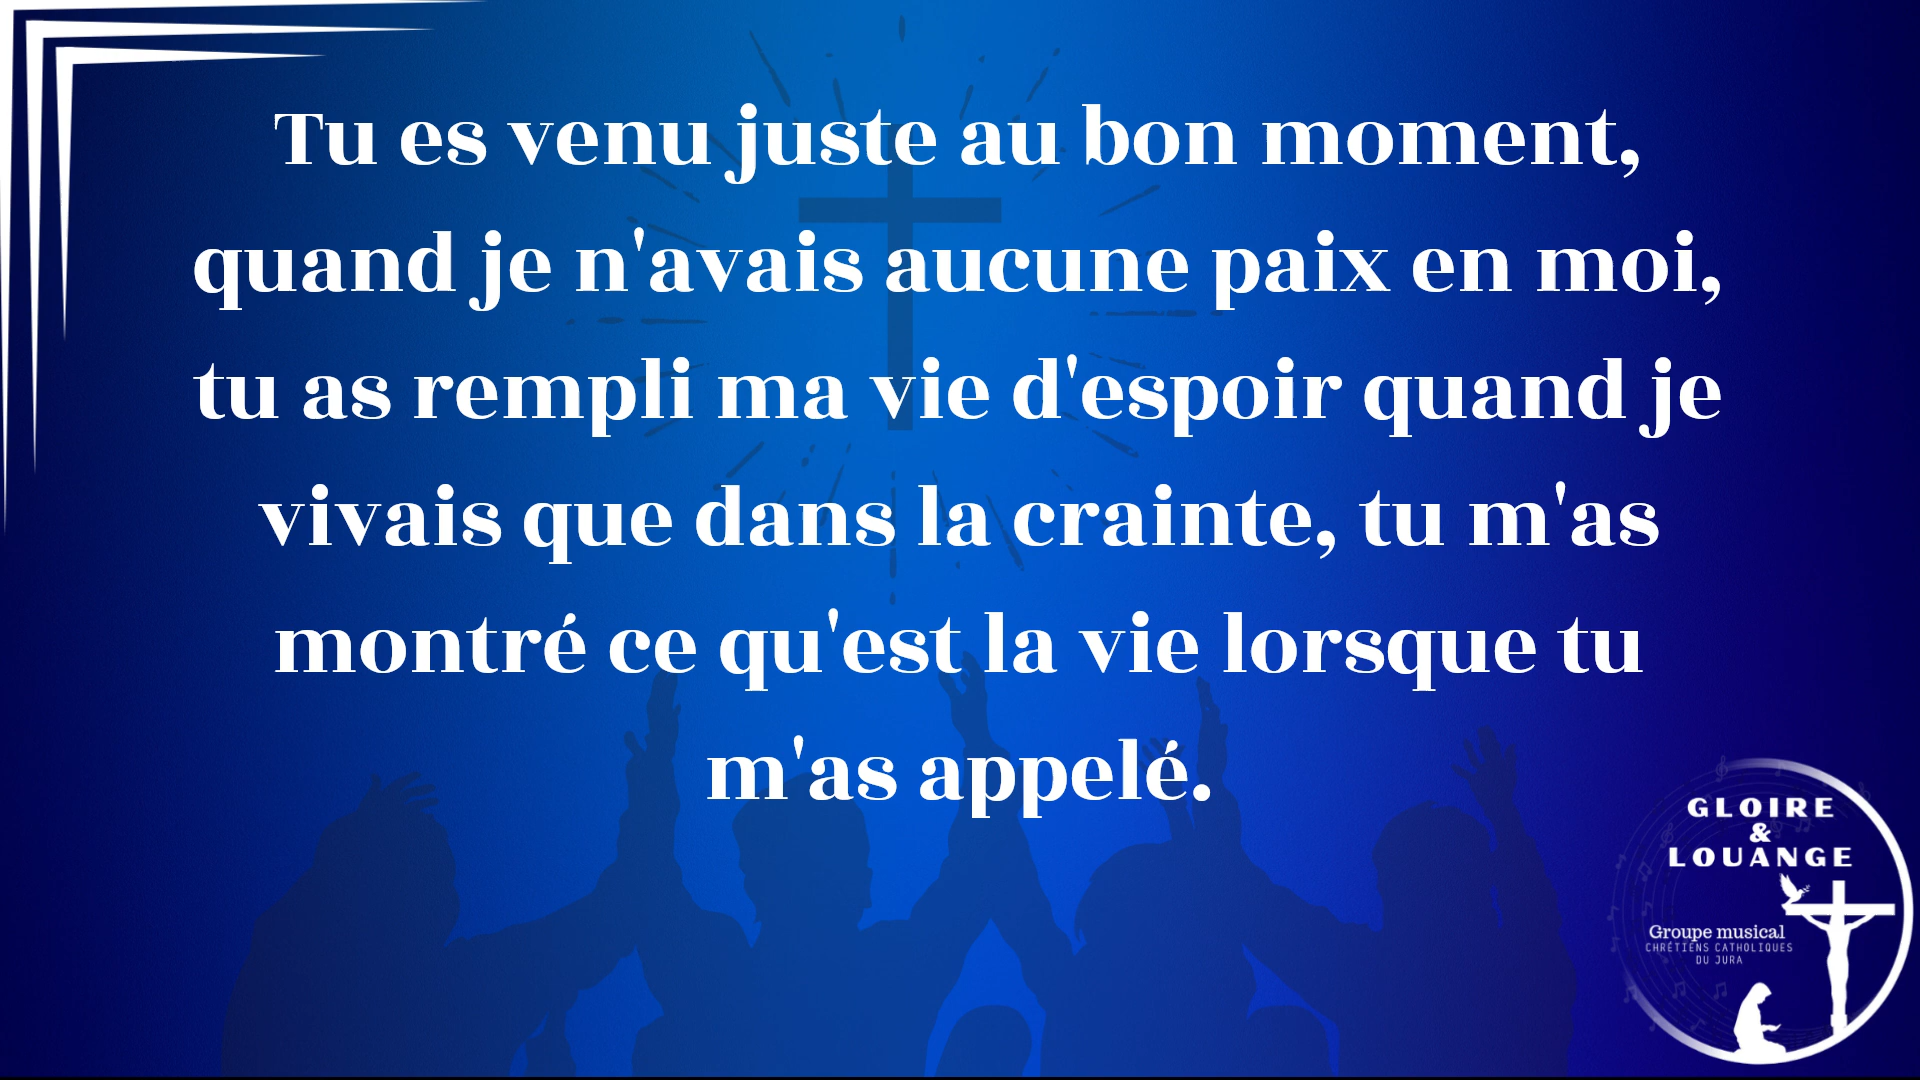 Tu es venu juste au bon moment,
quand je n'avais aucune paix en moi,
tu as rempli ma vie d'espoir quand je
vivais que dans la crainte, tu m'as
montré ce qu'est la vie lorsque tu
m'as appelé.
GLOIRE
&
LOUANGE
Groupe musical
CHRÉTIENS CATHOLIQUES
DU JURA